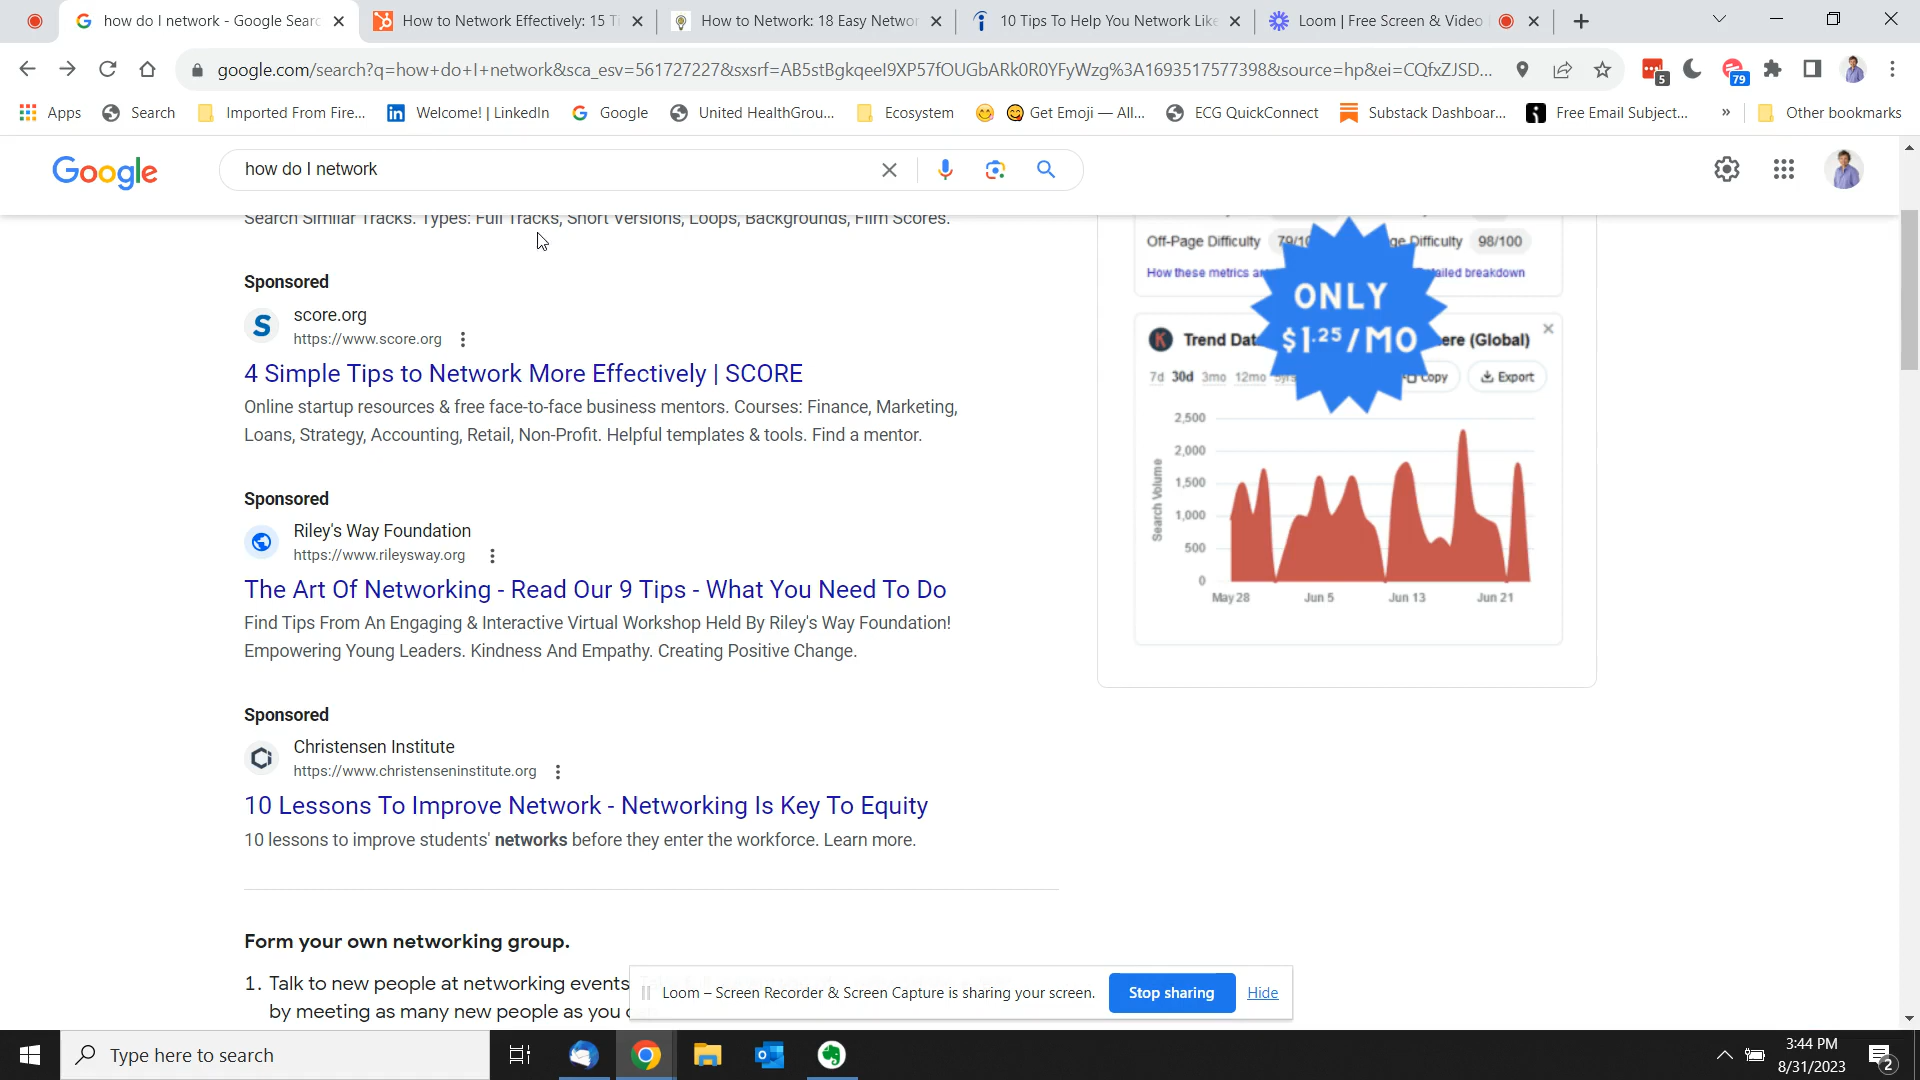 how do I network - Google Searc
How to Network Effectively: 15 Ti
How to Network: 18 Easy Networ
10 Tips To Help You Network Like
Loom | Free Screen & Video
google.com/search?q=how+do+I+network&sca_esv=561727227&sxsrf=AB5stBgkqeeI9XP57fOUGbARk0R0YFyWzg%3A1693517577398&source=hp&ei=CQfxZJSD...
5
79
Apps
Search
Imported From Fire...
Welcome! | LinkedIn
Google
United HealthGrou...
Ecosystem
Get Emoji — All...
ECG QuickConnect
Substack Dashboar...
Free Email Subject...
»
Other bookmarks
Google
how do I network
Search Similar Tracks. Types: Full Tracks, Short Versions, Loops, Backgrounds, Film Scores.
Sponsored
score.org
https://www.score.org
4 Simple Tips to Network More Effectively | SCORE
Online startup resources & free face-to-face business mentors. Courses: Finance, Marketing,
Loans, Strategy, Accounting, Retail, Non-Profit. Helpful templates & tools. Find a mentor.
Sponsored
Riley's Way Foundation
https://www.rileysway.org
The Art Of Networking - Read Our 9 Tips - What You Need To Do
Find Tips From An Engaging & Interactive Virtual Workshop Held By Riley's Way Foundation!
Empowering Young Leaders. Kindness And Empathy. Creating Positive Change.
Sponsored
Christensen Institute
https://www.christenseninstitute.org
10 Lessons To Improve Network - Networking Is Key To Equity
10 lessons to improve students' networks before they enter the workforce. Learn more.
Form your own networking group.
1. Talk to new people at networking events
by meeting as many new people as you
Off-Page Difficulty 79/10 ge Difficulty 98/100
How these metrics ar tailed breakdown
ONLY
$1.25/MO
Trend Dat ere (Global)
7d 30d 3mo 12mo Copy Export
2,500
2,000
1,500
1,000
500
0
Search Volume
May 28 Jun 5 Jun 13 Jun 21
Loom – Screen Recorder & Screen Capture is sharing your screen.
Stop sharing
Hide
Type here to search
3:44 PM
8/31/2023
2